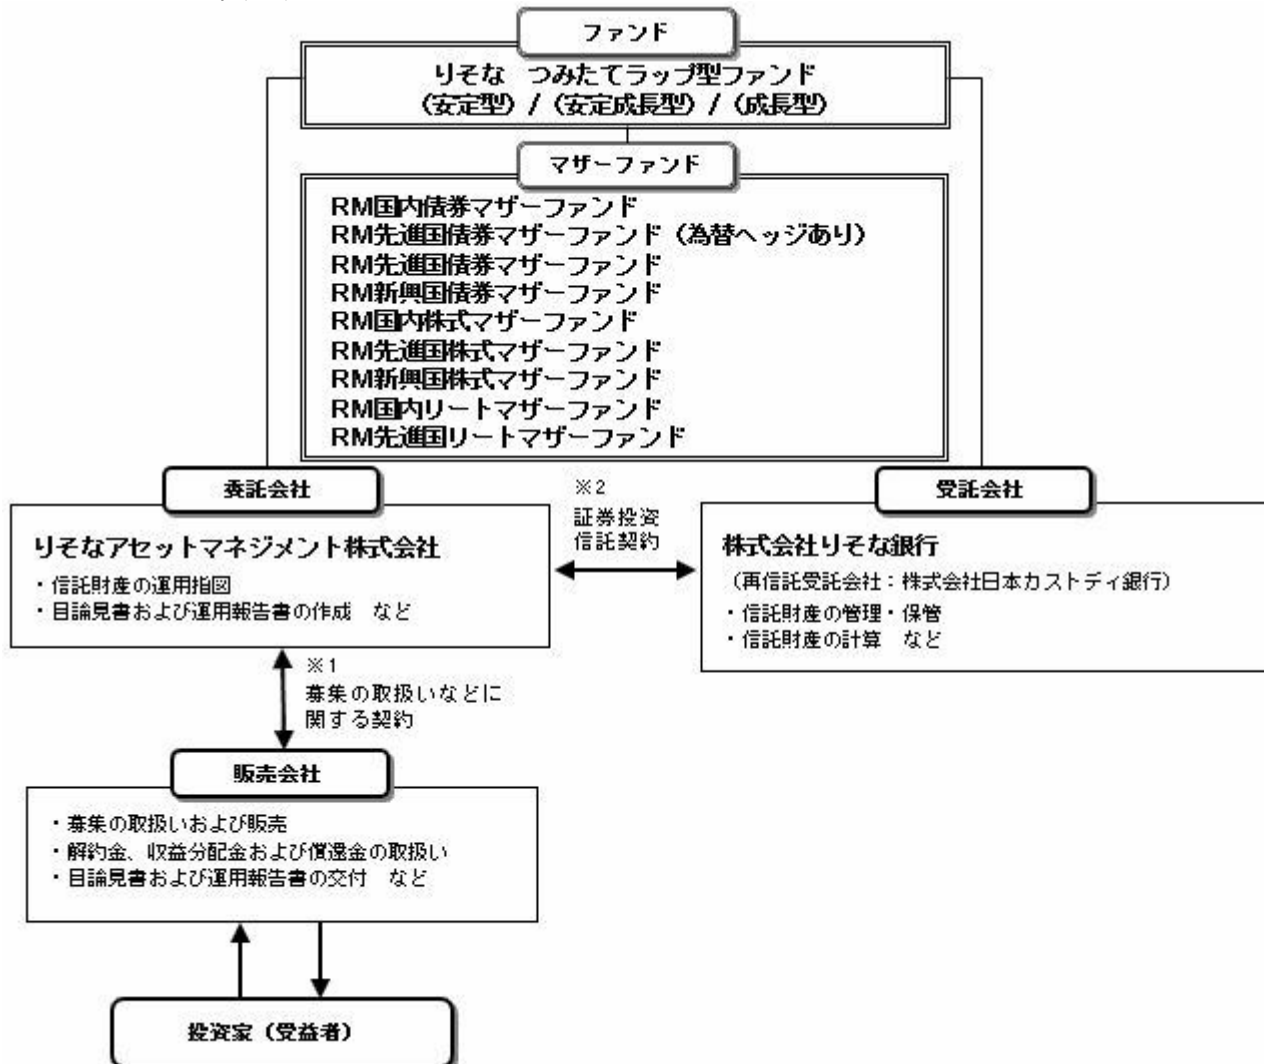 ファンド
りそな つみたてラップ型ファンド
（安定型）/（安定成長型）/（成長型）
マザーファンド
RM国内債券マザーファンド
RM先進国債券マザーファンド（為替ヘッジあり）
RM先進国債券マザーファンド
RM新興国債券マザーファンド
RM国内株式マザーファンド
RM先進国株式マザーファンド
RM新興国株式マザーファンド
RM国内リートマザーファンド
RM先進国リートマザーファンド
委託会社
りそなアセットマネジメント株式会社
・信託財産の運用指図
・目論見書および運用報告書の作成 など
※2
証券投資
信託契約
受託会社
株式会社りそな銀行
（再信託受託会社：株式会社日本カストディ銀行）
・信託財産の管理・保管
・信託財産の計算 など
※1
募集の取扱いなどに
関する契約
販売会社
・募集の取扱いおよび販売
・解約金、収益分配金および償還金の取扱い
・目論見書および運用報告書の交付 など
投資家（受益者）